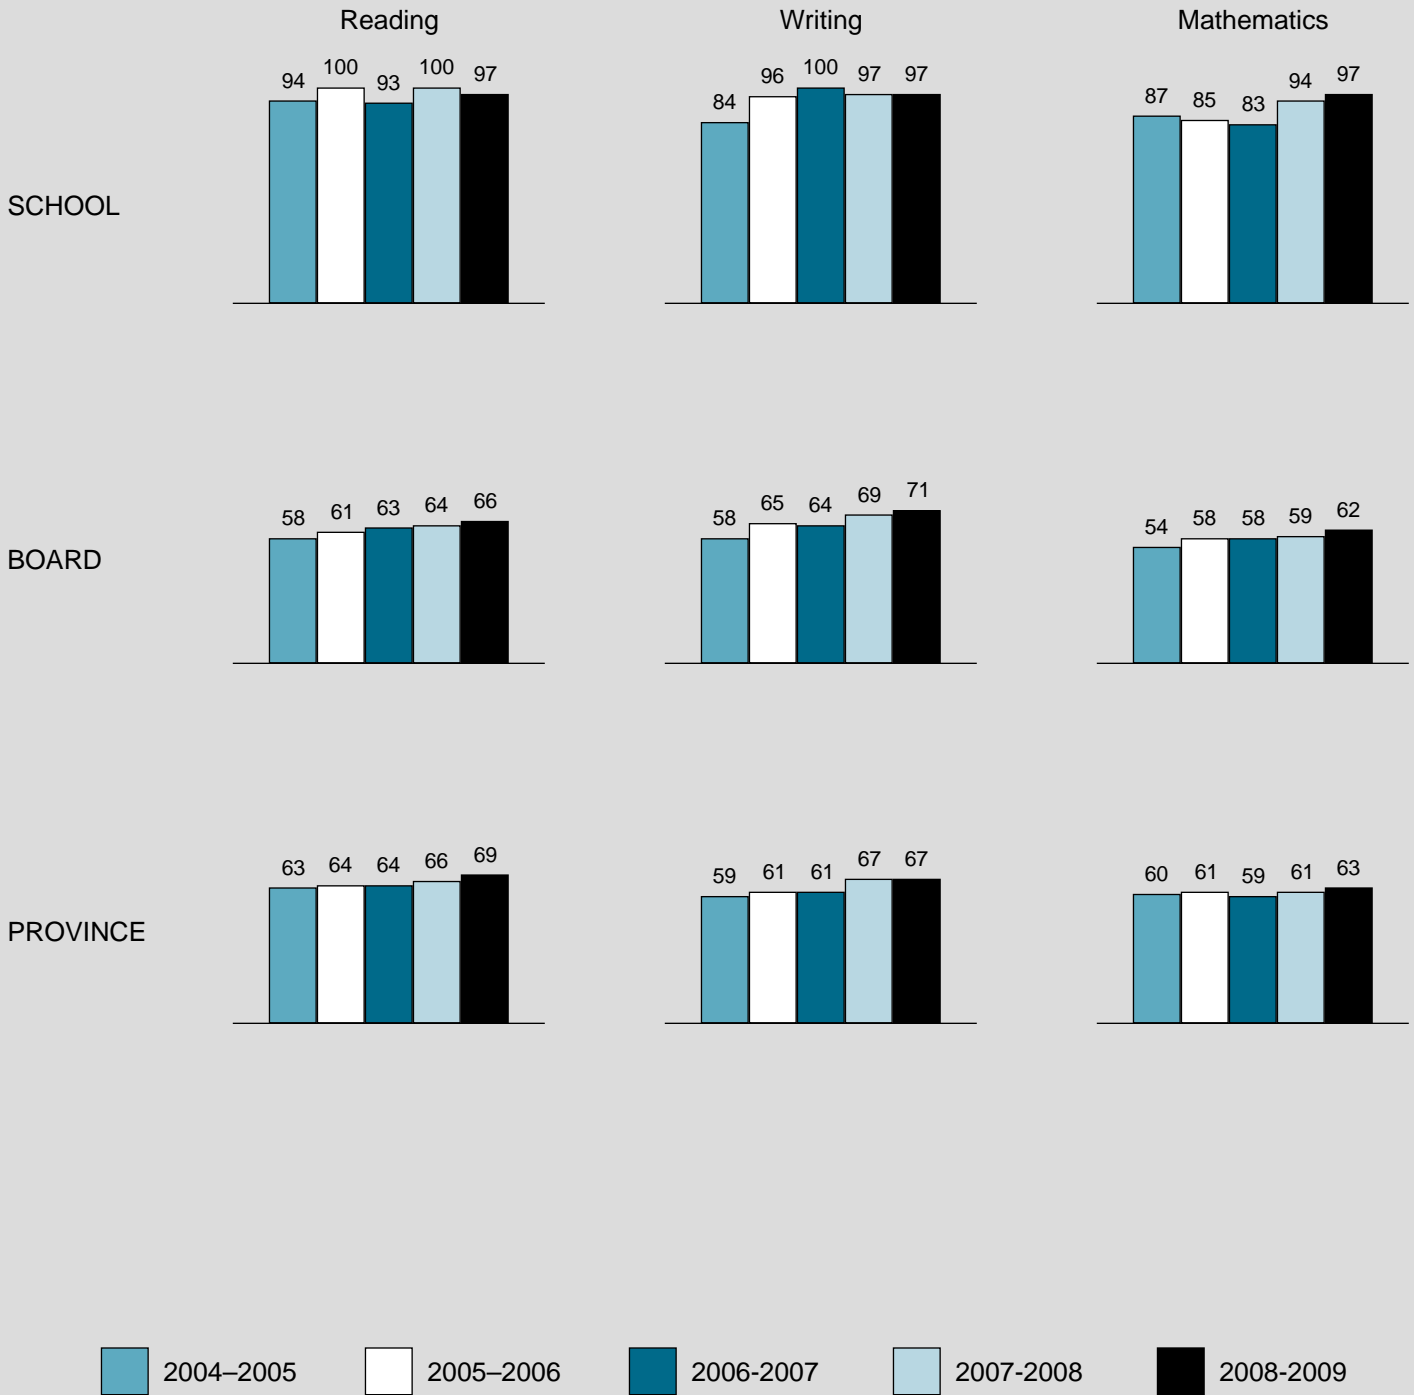 Reading Writing Mathematics
94 100 93 100 97 84 96 100 97 97 87 85 83 94 97
SCHOOL
58 61 63 64 66 58 65 64 69 71 54 58 58 59 62
BOARD
63 64 64 66 69 59 61 61 67 67 60 61 59 61 63
PROVINCE
2004–2005 2005–2006 2006-2007 2007-2008 2008-2009